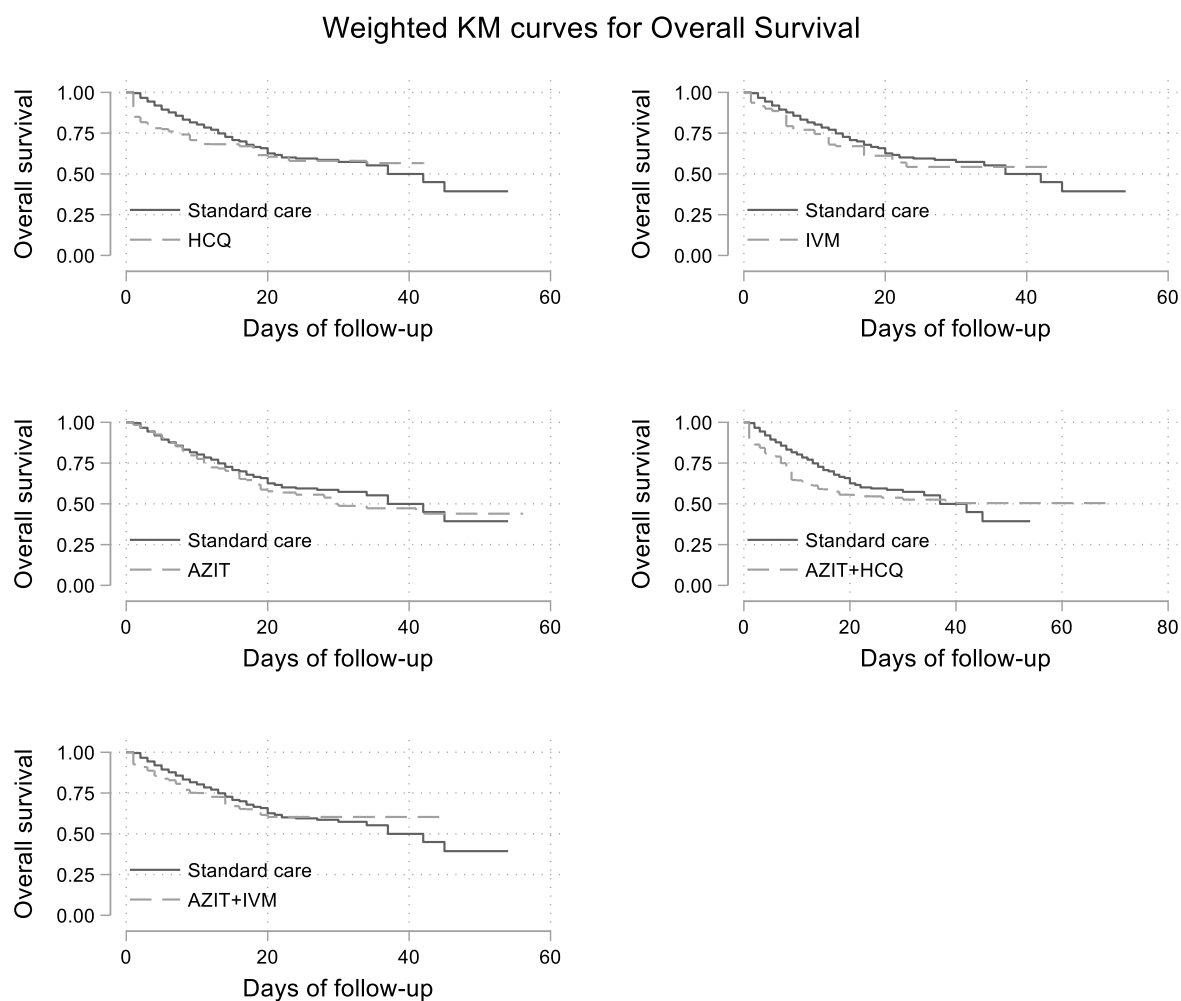 Weighted KM curves for Overall Survival
Overall survival
1.00
0.75
0.50
0.25
0.00
Standard care
HCQ
0 20 40 60
Days of follow-up
Overall survival
1.00
0.75
0.50
0.25
0.00
Standard care
IVM
0 20 40 60
Days of follow-up
Overall survival
1.00
0.75
0.50
0.25
0.00
Standard care
AZIT
0 20 40 60
Days of follow-up
Overall survival
1.00
0.75
0.50
0.25
0.00
Standard care
AZIT+HCQ
0 20 40 60 80
Days of follow-up
Overall survival
1.00
0.75
0.50
0.25
0.00
Standard care
AZIT+IVM
0 20 40 60
Days of follow-up